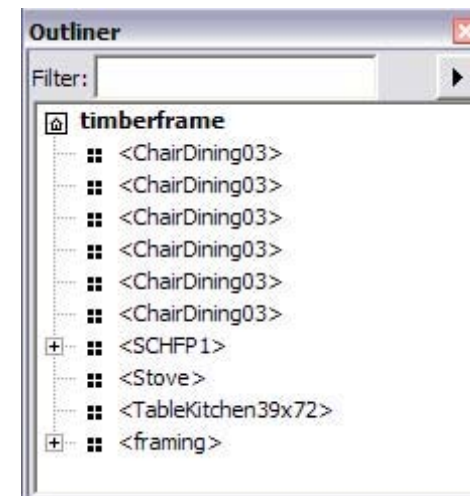 Outliner
Filter:
timberframe
<ChairDining03>
<ChairDining03>
<ChairDining03>
<ChairDining03>
<ChairDining03>
<ChairDining03>
<SCHFP1>
<Stove>
<TableKitchen39x72>
<framing>